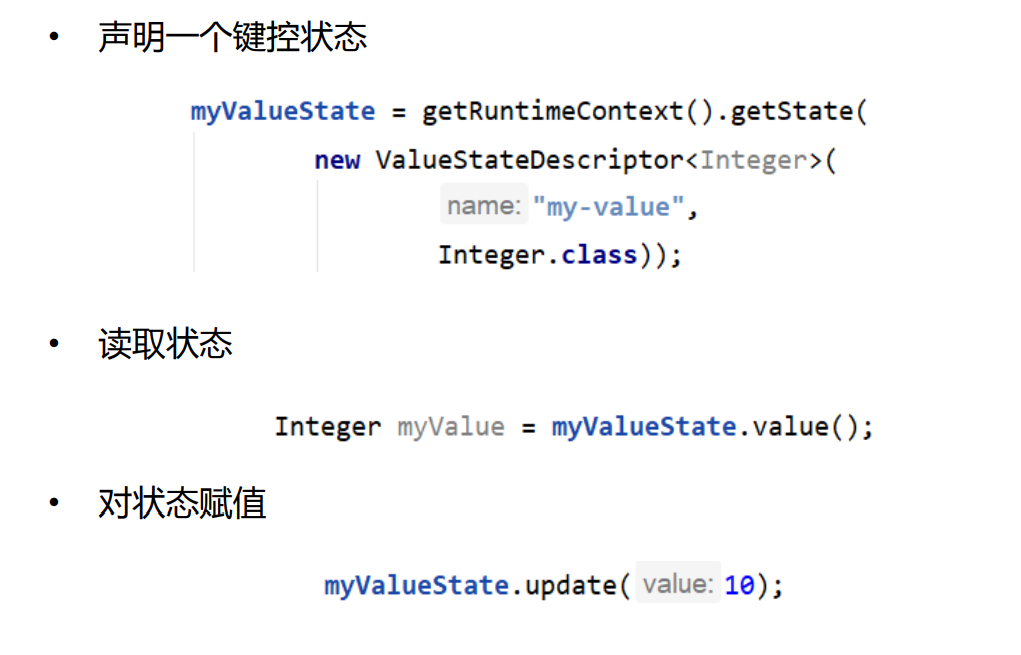 • 声明一个键控状态
myValueState = getRuntimeContext().getState(
new ValueStateDescriptor<Integer>(
name: "my-value",
Integer.class));
• 读取状态
Integer myValue = myValueState.value();
• 对状态赋值
myValueState.update( value: 10);